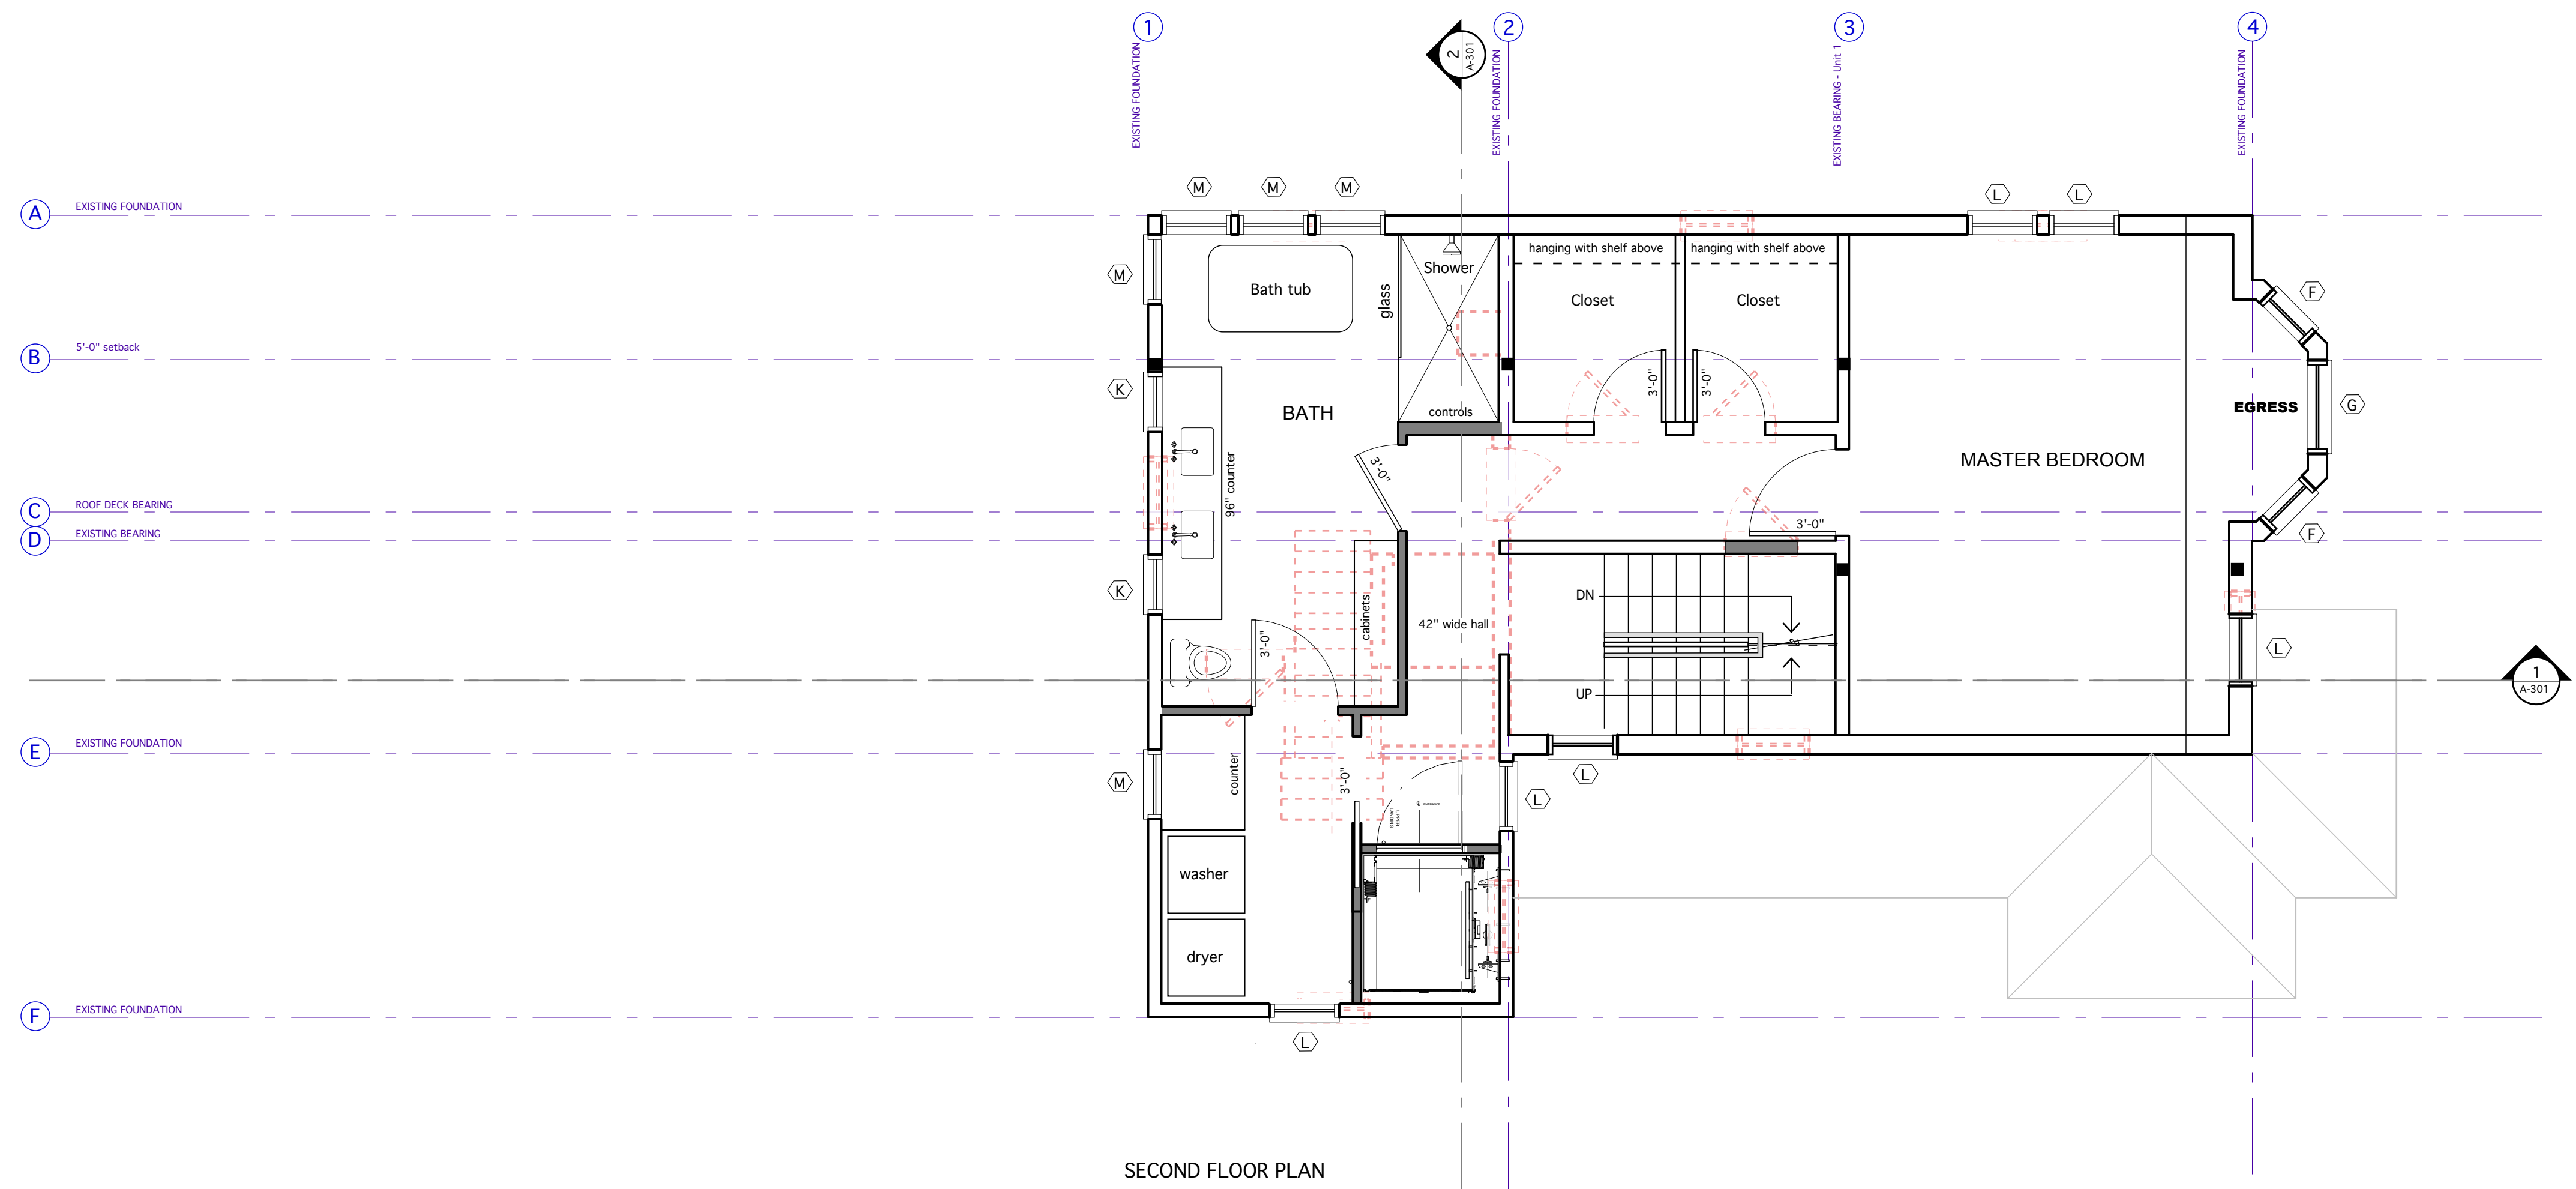 1
2
3
4
2
A-301
EXISTING FOUNDATION
EXISTING FOUNDATION
EXISTING BEARING - Unit 1
EXISTING FOUNDATION
M
M
M
L
L
A
EXISTING FOUNDATION
hanging with shelf above
hanging with shelf above
Shower
M
Bath tub
glass
Closet
Closet
F
B
5'-0" setback
K
3'-0"
3'-0"
BATH
controls
EGRESS
G
MASTER BEDROOM
3'-0"
96" counter
C
ROOF DECK BEARING
3'-0"
D
EXISTING BEARING
F
K
DN
cabinets
42" wide hall
3'-0"
L
UP
1
A-301
E
EXISTING FOUNDATION
M
counter
3'-0"
L
L
ENTRANCE
UPPER
LANDING
washer
dryer
F
EXISTING FOUNDATION
L
SECOND FLOOR PLAN